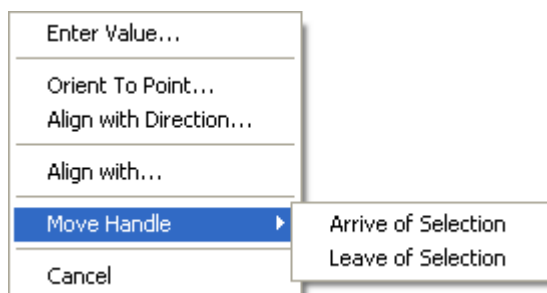 Enter Value...
Orient To Point...
Align with Direction...
Align with...
Move Handle
Arrive of Selection
Leave of Selection
Cancel